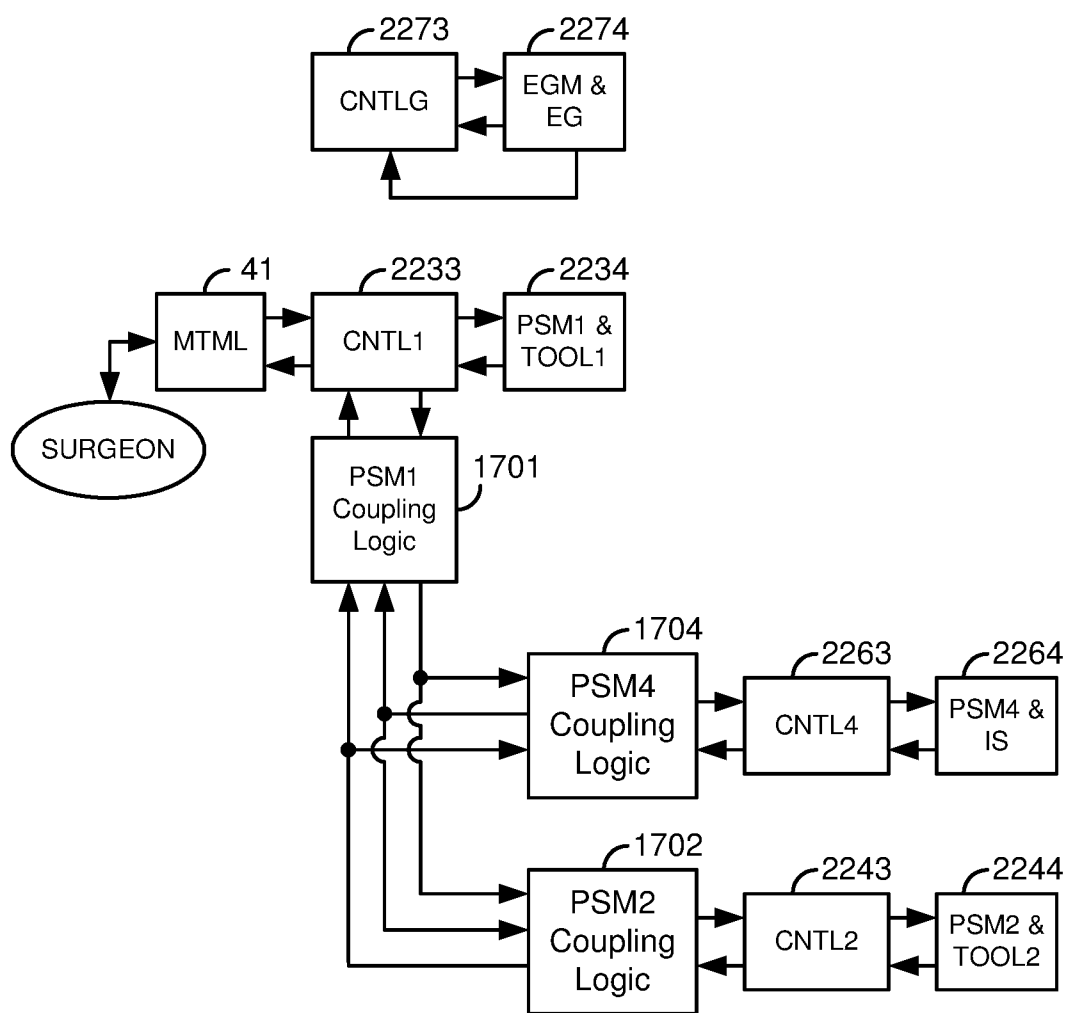 2273
2274
CNTLG
EGM &
EG
41
2233
2234
MTML
CNTL1
PSM1 &
TOOL1
SURGEON
PSM1
Coupling
Logic
1701
1704
2263
2264
PSM4
Coupling
Logic
CNTL4
PSM4 &
IS
1702
2243
2244
PSM2
Coupling
Logic
CNTL2
PSM2 &
TOOL2